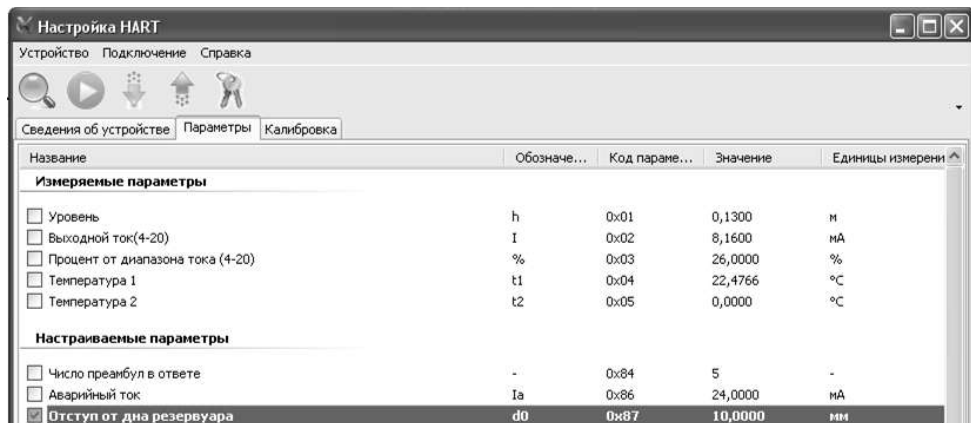 Настройка HART
Устройство Подключение Справка
Сведения об устройстве Параметры Калибровка
Название Обозначе... Код параме... Значение Единицы измерени
Измеряемые параметры
Уровень h 0x01 0,1300 м
Выходной ток(4-20) I 0x02 8,1600 мА
Процент от диапазона тока (4-20) % 0x03 26,0000 %
Температура 1 t1 0x04 22,4766 °C
Температура 2 t2 0x05 0,0000 °C
Настраиваемые параметры
Число преамбул в ответе - 0x84 5 -
Аварийный ток Ia 0x86 24,0000 мА
Отступ от дна резервуара d0 0x87 10,0000 мм